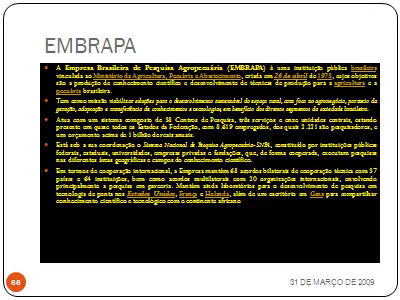 EMBRAPA
A Empresa Brasileira de Pesquisa Agropecuária (EMBRAPA) é uma instituição pública brasileira
vinculada ao Ministério da Agricultura, Pecuária e Abastecimento, criada em 26 de abril de 1973, cujos objetivos
são a produção de conhecimento científico e desenvolvimento de técnicas de produção para a agricultura e a
pecuária brasileira.
Tem como missão viabilizar soluções para o desenvolvimento sustentável do espaço rural, com foco no agronegócio, por meio da
geração, adaptação e transferência de conhecimentos e tecnologias, em benefício dos diversos segmentos da sociedade brasileira.
Atua com um sistema composto de 38 Centros de Pesquisa, três serviços e onze unidades centrais, estando
presente em quase todos os Estados da Federação, com 8.619 empregados, dos quais 2.221 são pesquisadores, e
um orçamento acima de 1 bilhão de reais anuais.
Está sob a sua coordenação o Sistema Nacional de Pesquisa Agropecuária-SNPA, constituído por instituições públicas
federais, estaduais, universidades, empresas privadas e fundações, que, de forma cooperada, executam pesquisas
nas diferentes áreas geográficas e campos do conhecimento científico.
Em termos de cooperação internacional, a Empresa mantém 68 acordos bilaterais de cooperação técnica com 37
países e 64 instituições, bem como acordos multilaterais com 20 organizações internacionais, envolvendo
principalmente a pesquisa em parceria. Mantém ainda laboratórios para o desenvolvimento de pesquisa em
tecnologia de ponta nos Estados Unidos, França e Holanda, além de um escritório em Gana para compartilhar
conhecimento científico e tecnológico com o continente africano
68
31 DE MARÇO DE 2009